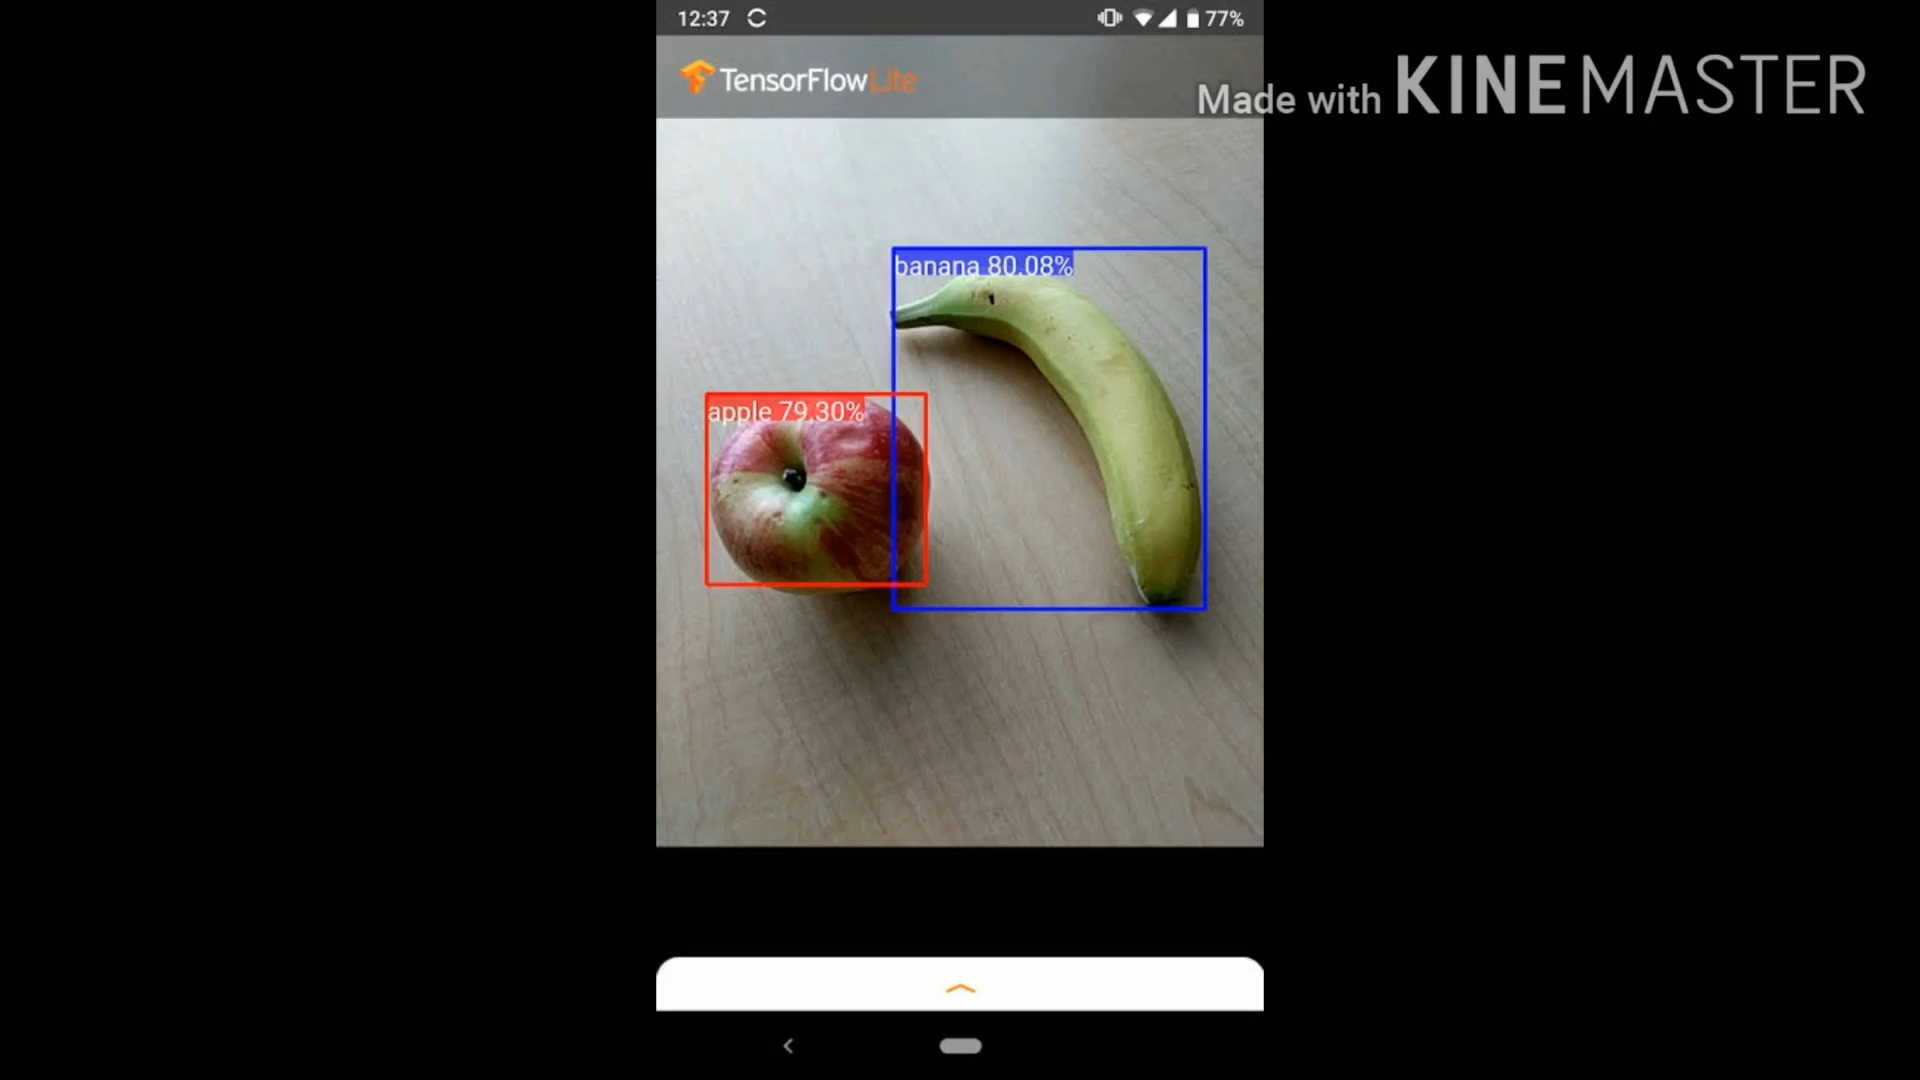 12:37
77%
TensorFlow Lite
Made with KINEMASTER
banana 80.08%
apple 79.30%